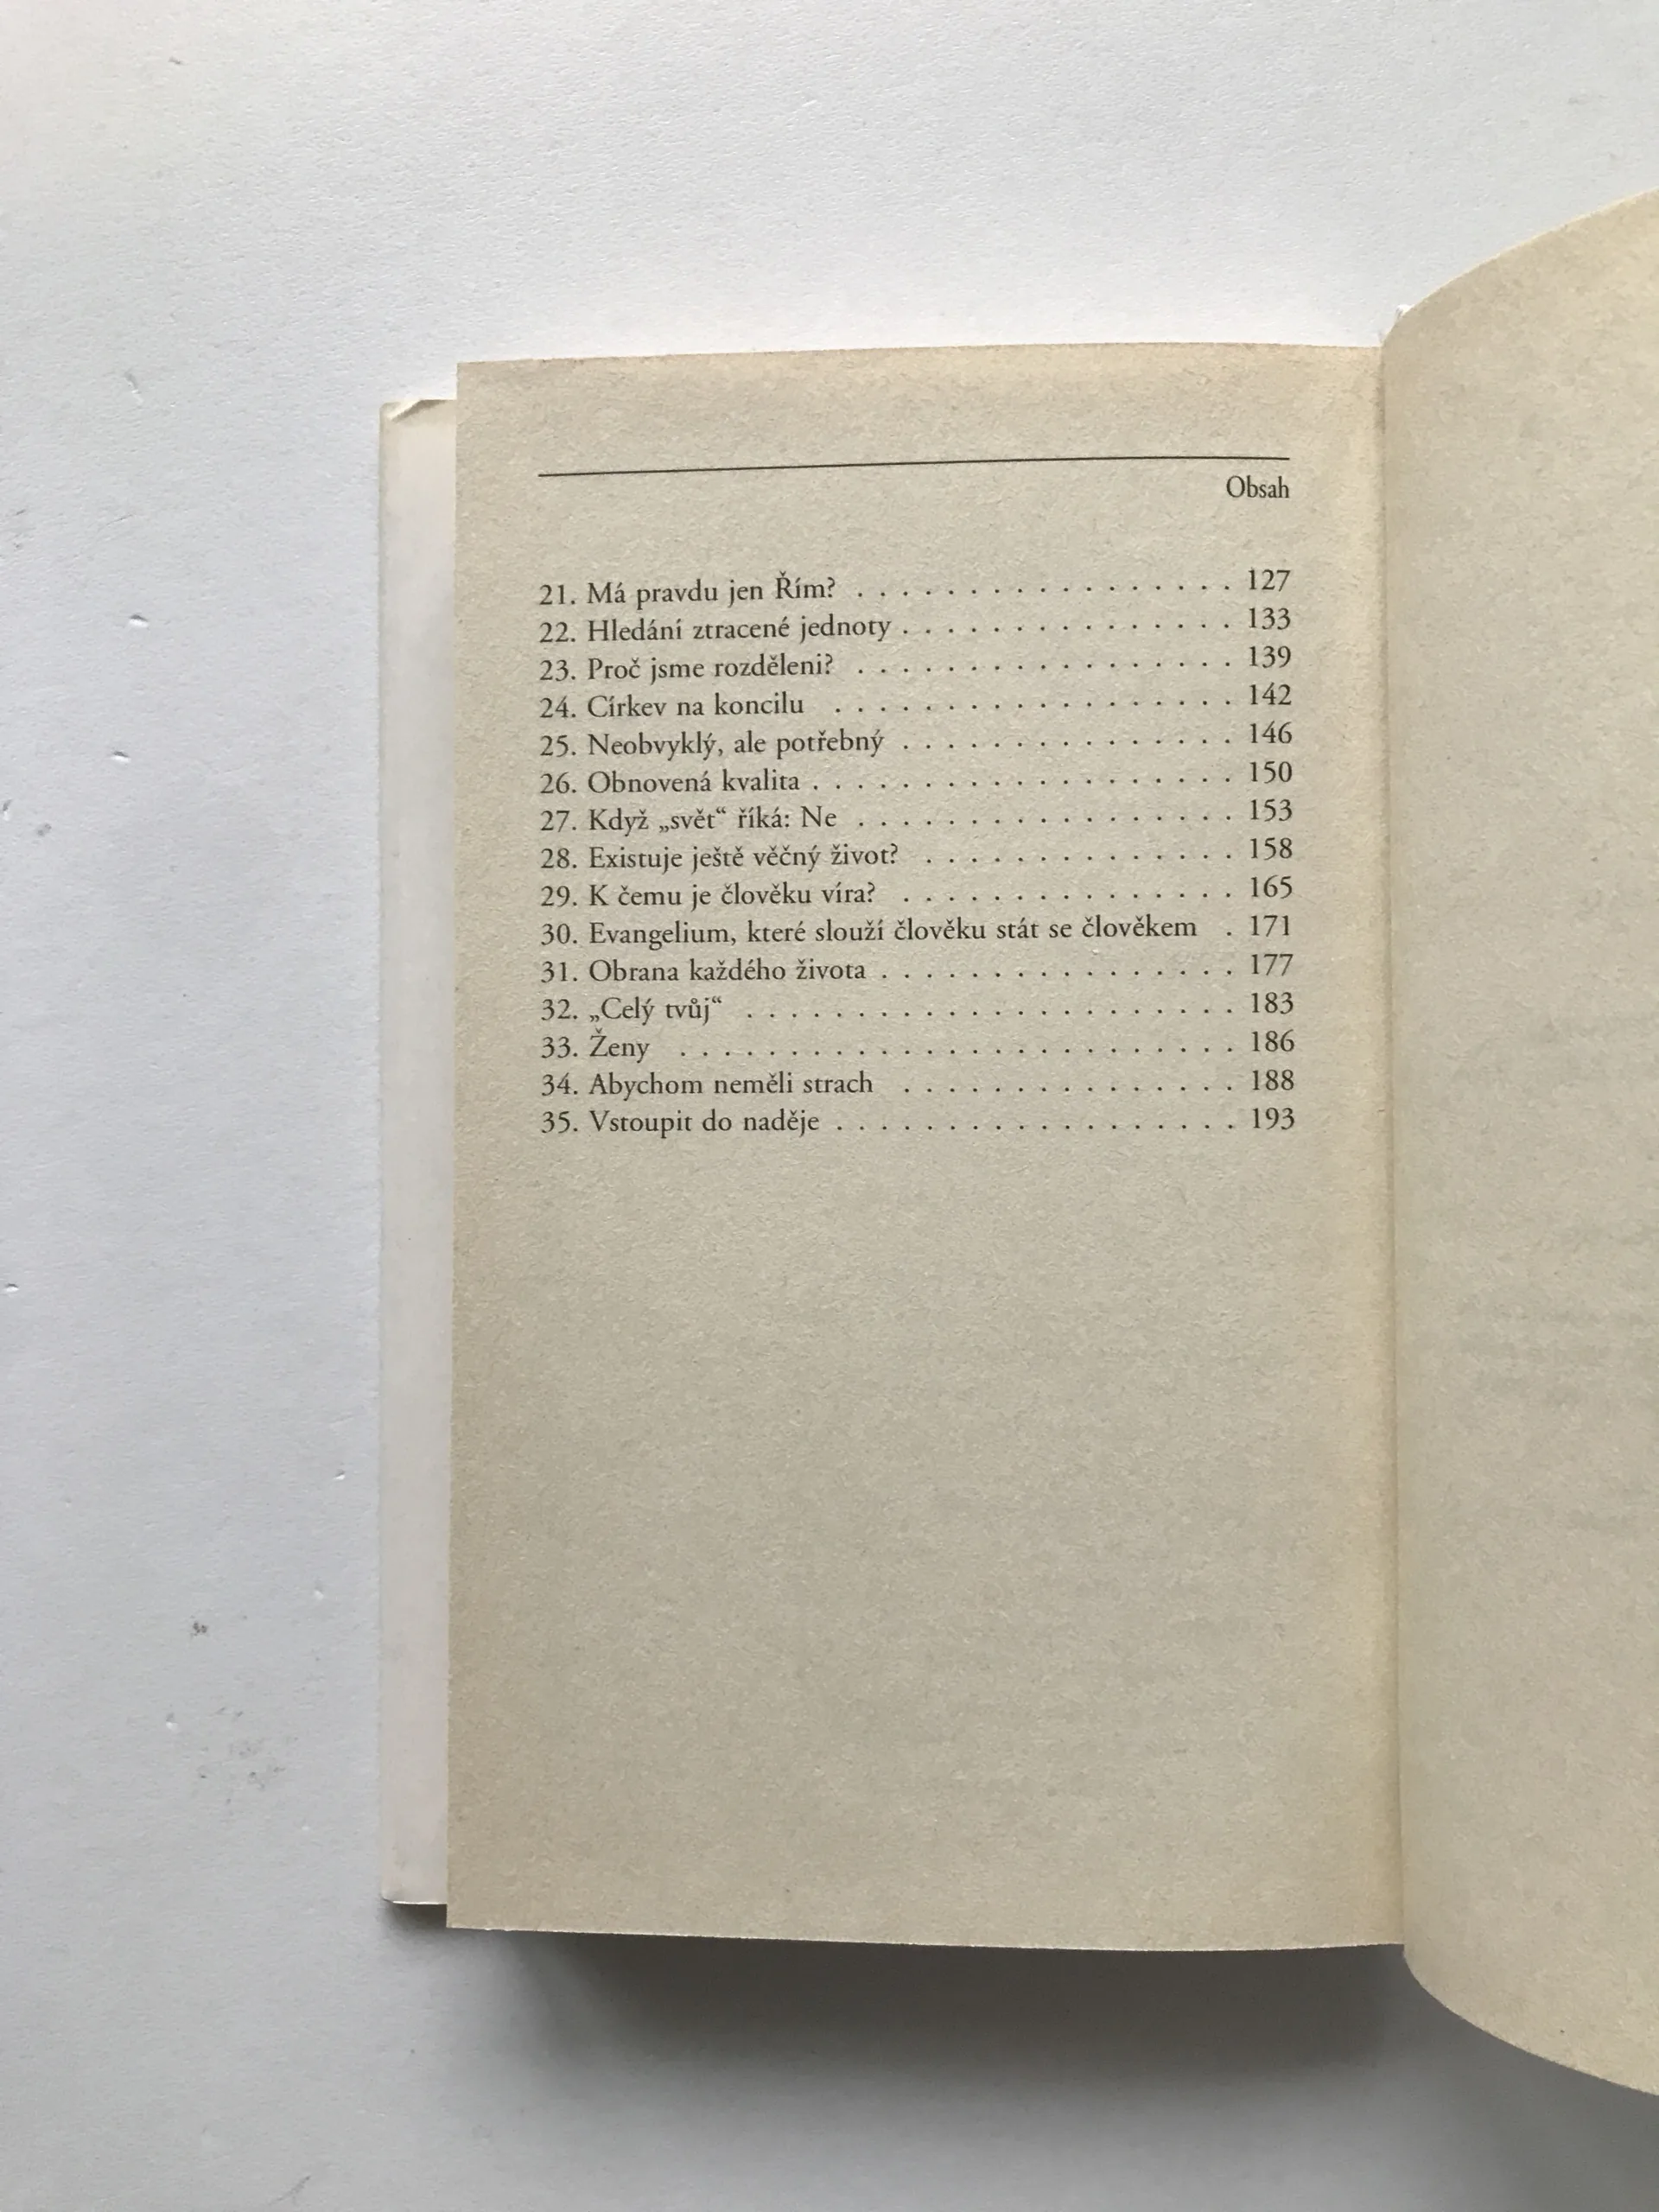 Obsah
21. Má pravdu jen Řím? . . . . . . . . . . . . . . . . . 127
22. Hledání ztracené jednoty . . . . . . . . . . . . . . . 133
23. Proč jsme rozděleni? . . . . . . . . . . . . . . . . . 139
24. Církev na koncilu . . . . . . . . . . . . . . . . . . 142
25. Neobvyklý, ale potřebný . . . . . . . . . . . . . . . 146
26. Obnovená kvalita . . . . . . . . . . . . . . . . . . . 150
27. Když „svět“ říká: Ne . . . . . . . . . . . . . . . . . 153
28. Existuje ještě věčný život? . . . . . . . . . . . . . . 158
29. K čemu je člověku víra? . . . . . . . . . . . . . . . 165
30. Evangelium, které slouží člověku stát se člověkem . 171
31. Obrana každého života . . . . . . . . . . . . . . . . 177
32. „Celý tvůj“ . . . . . . . . . . . . . . . . . . . . . . 183
33. Ženy . . . . . . . . . . . . . . . . . . . . . . . . . 186
34. Abychom neměli strach . . . . . . . . . . . . . . . 188
35. Vstoupit do naděje . . . . . . . . . . . . . . . . . . 193